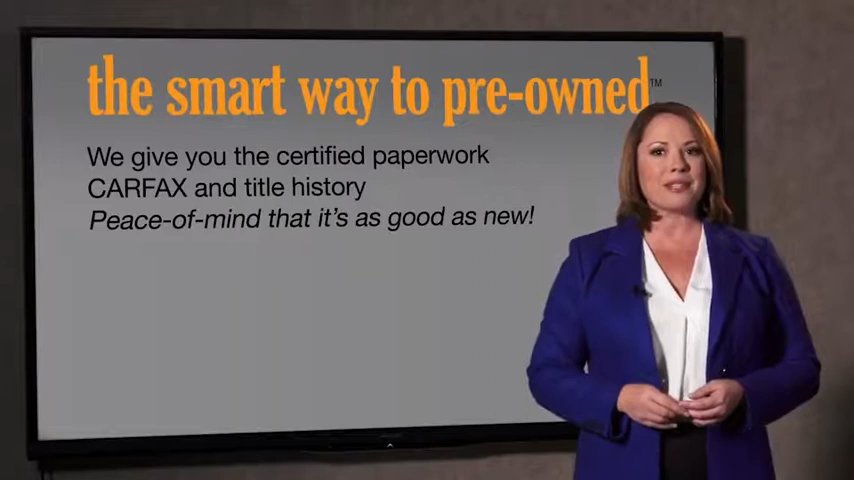 the smart way to pre-owned™
We give you the certified paperwork
CARFAX and title history
Peace-of-mind that it's as good as new!